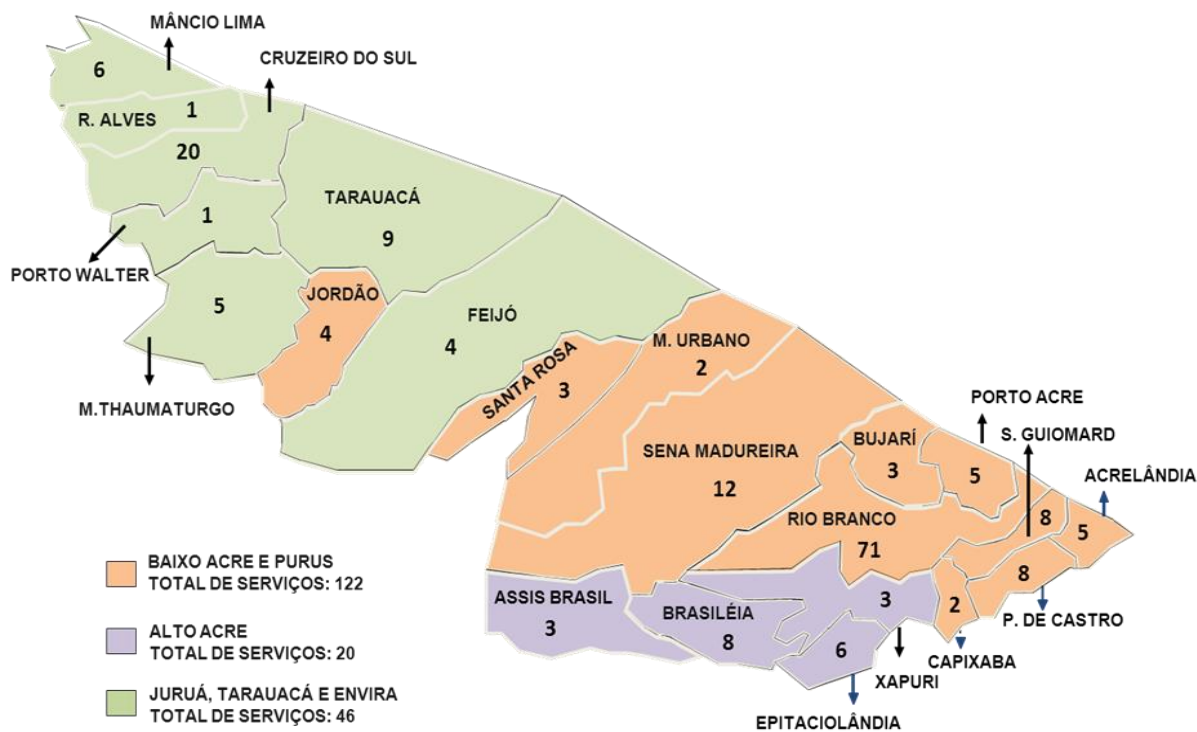 MÂNCIO LIMA
CRUZEIRO DO SUL
6
1
R. ALVES
20
TARAUACÁ
9
1
PORTO WALTER
5
JORDÃO
4
FEIJÓ
4
M.THAUMATURGO
SANTA ROSA
3
M. URBANO
2
PORTO ACRE
S. GUIOMARD
ACRELÂNDIA
BUJARÍ
3
5
SENA MADUREIRA
12
RIO BRANCO
71
8
5
8
2
P. DE CASTRO
CAPIXABA
ASSIS BRASIL
3
BRASILÉIA
8
3
6
XAPURI
EPITACIOLÂNDIA
BAIXO ACRE E PURUS
TOTAL DE SERVIÇOS: 122
ALTO ACRE
TOTAL DE SERVIÇOS: 20
JURUÁ, TARAUACÁ E ENVIRA
TOTAL DE SERVIÇOS: 46